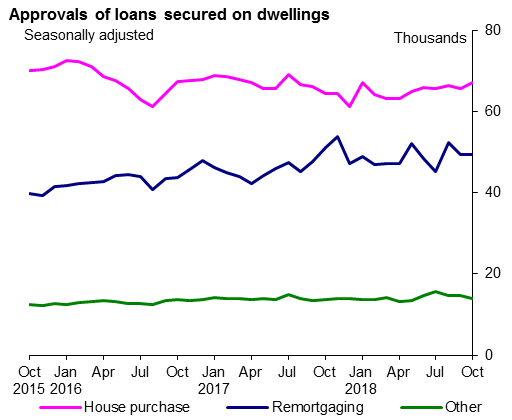 Approvals of loans secured on dwellings
Seasonally adjusted
Thousands
80
60
40
20
0
Oct Jan Apr Jul Oct Jan Apr Jul Oct Jan Apr Jul Oct
2015 2016 2017 2018
House purchase Remortgaging Other